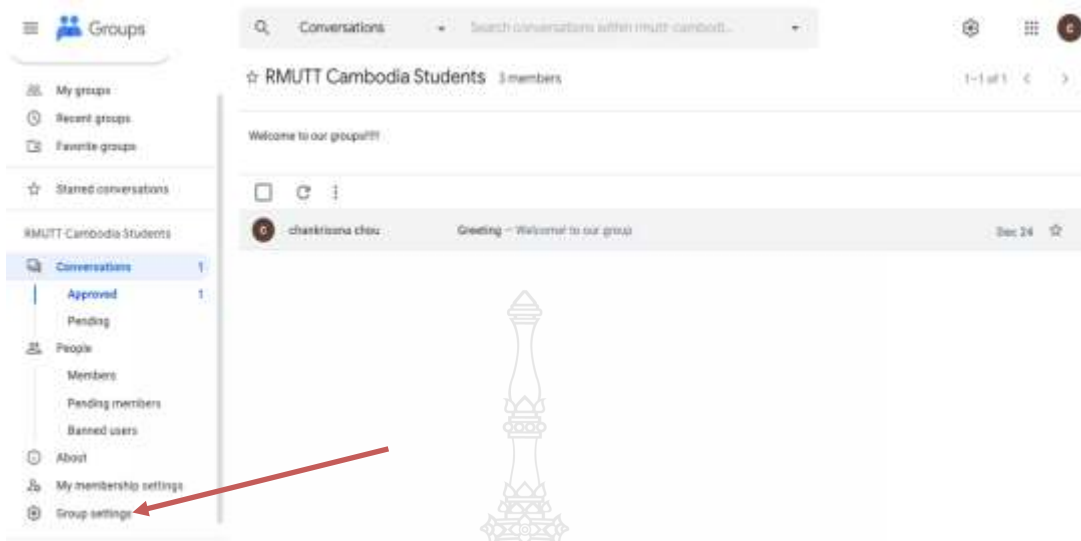 Groups
Conversations
Search conversations within rmutt-cambodi...
RMUTT Cambodia Students 3 members
1–1 of 1
My groups
Recent groups
Favorite groups
Starred conversations
Welcome to our groups!!!!
RMUTT Cambodia Students
chankrisona chou Greeting – Welcome! to our group Dec 24
Conversations 1
Approved 1
Pending
People
Members
Pending members
Banned users
About
My membership settings
Group settings